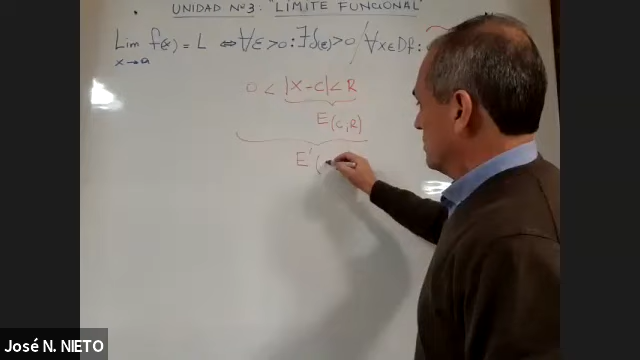 UNIDAD Nº3: "LÍMITE FUNCIONAL"
Lim f(x) = L ⇔ ∀ε>0: ∃δ(ε)>0 / ∀x∈Df:
x→a
0 < |x-c| < R
E(c,R)
E'(
José N. NIETO